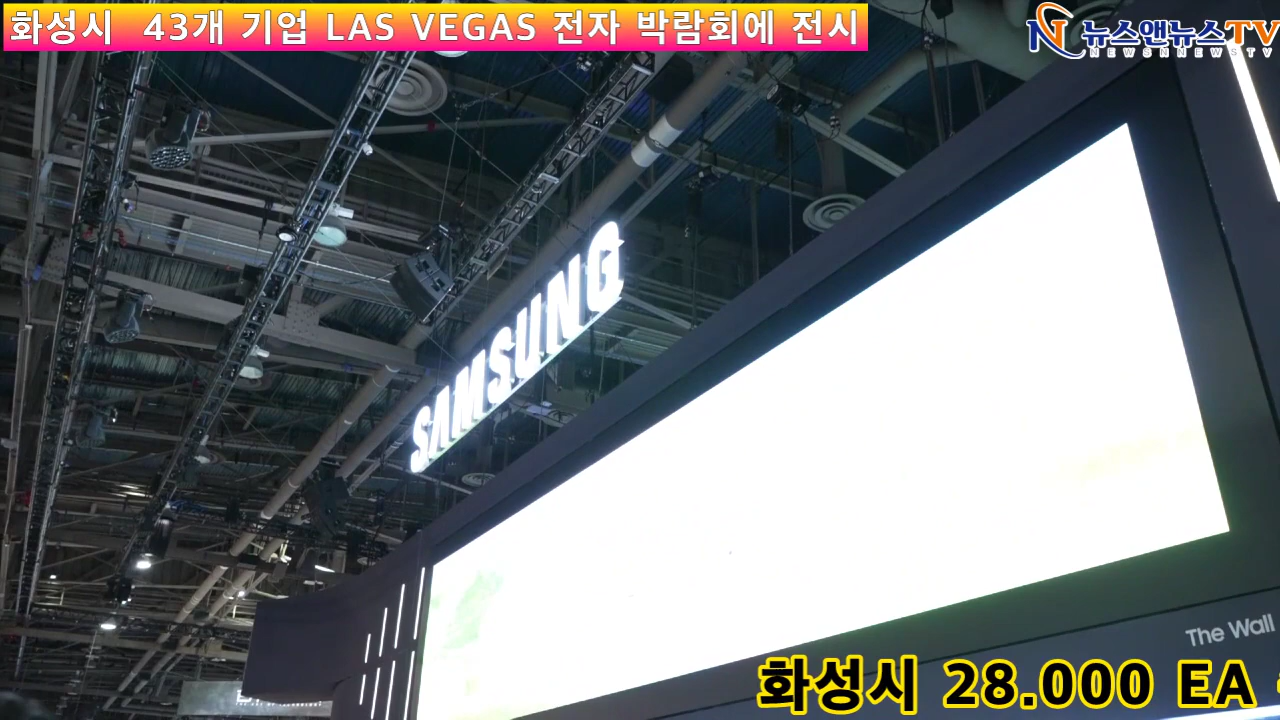 화성시 43개 기업 LAS VEGAS 전자 박람회에 전시
뉴스앤뉴스TV
NEWSNNEWSTV
SAMSUNG
The Wall
화성시 28.000 EA